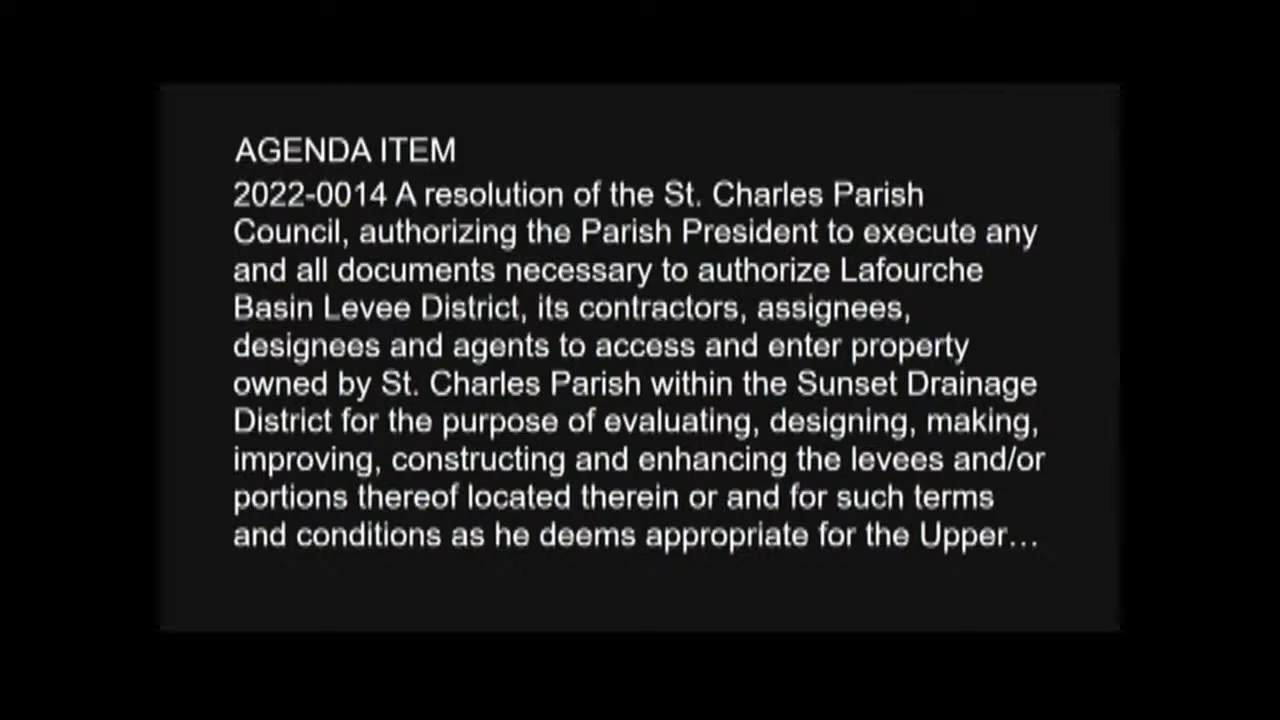 AGENDA ITEM
2022-0014 A resolution of the St. Charles Parish
Council, authorizing the Parish President to execute any
and all documents necessary to authorize Lafourche
Basin Levee District, its contractors, assignees,
designees and agents to access and enter property
owned by St. Charles Parish within the Sunset Drainage
District for the purpose of evaluating, designing, making,
improving, constructing and enhancing the levees and/or
portions thereof located therein or and for such terms
and conditions as he deems appropriate for the Upper...